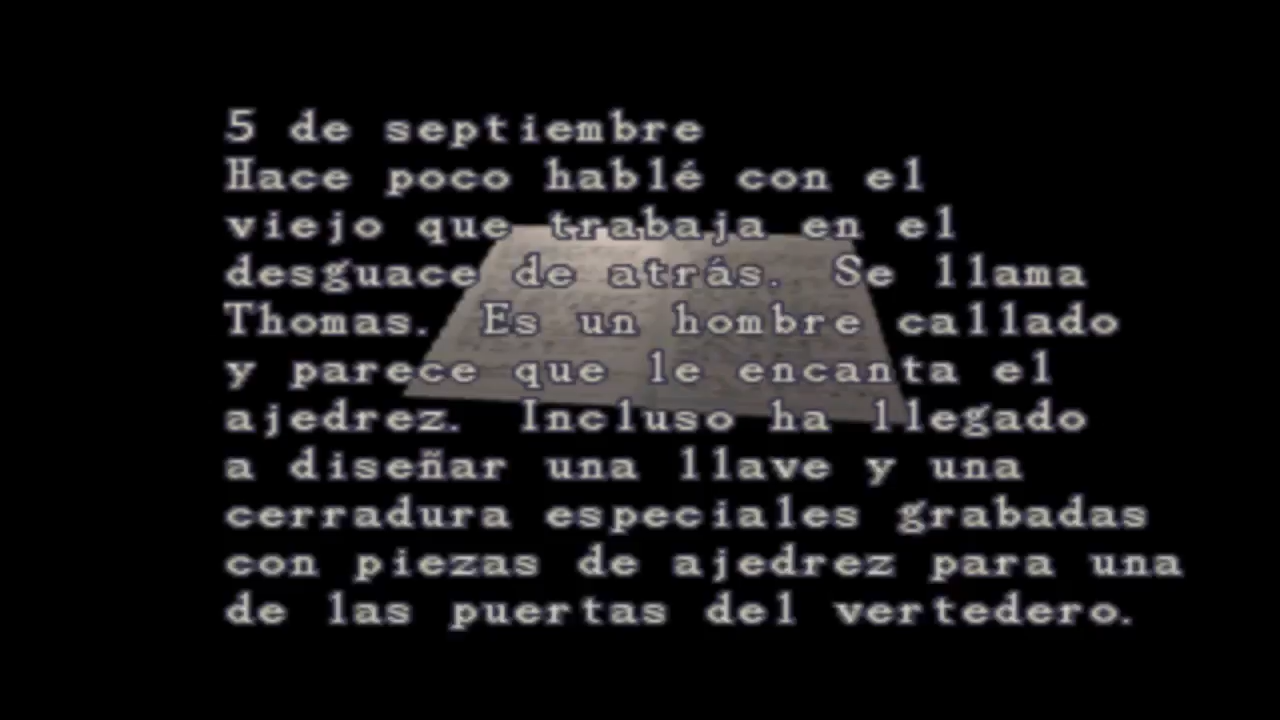 5 de septiembre
Hace poco hablé con el
viejo que trabaja en el
desguace de atrás. Se llama
Thomas. Es un hombre callado
y parece que le encanta el
ajedrez. Incluso ha llegado
a diseñar una llave y una
cerradura especiales grabadas
con piezas de ajedrez para una
de las puertas del vertedero.